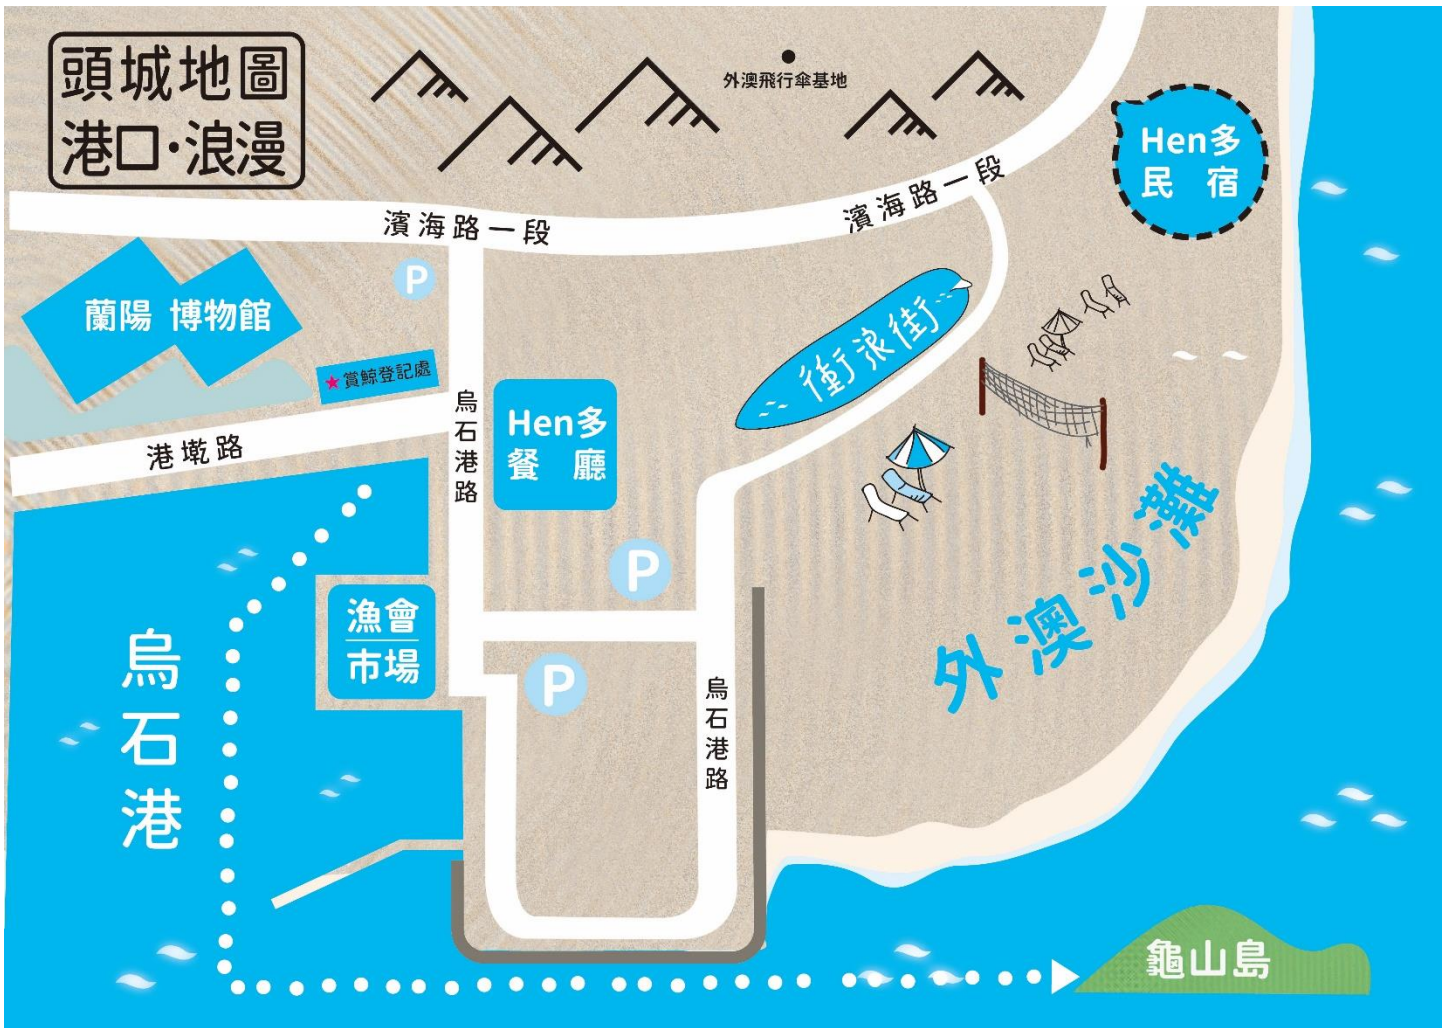 頭城地圖
港口·浪漫
外澳飛行傘基地
Hen多
民 宿
濱海路一段
濱海路一段
P
蘭陽 博物館
★賞鯨登記處
衝浪街
港墘路
烏石港路
Hen多
餐 廳
P
漁會
市場
P
烏石港
烏石港路
外澳沙灘
龜山島